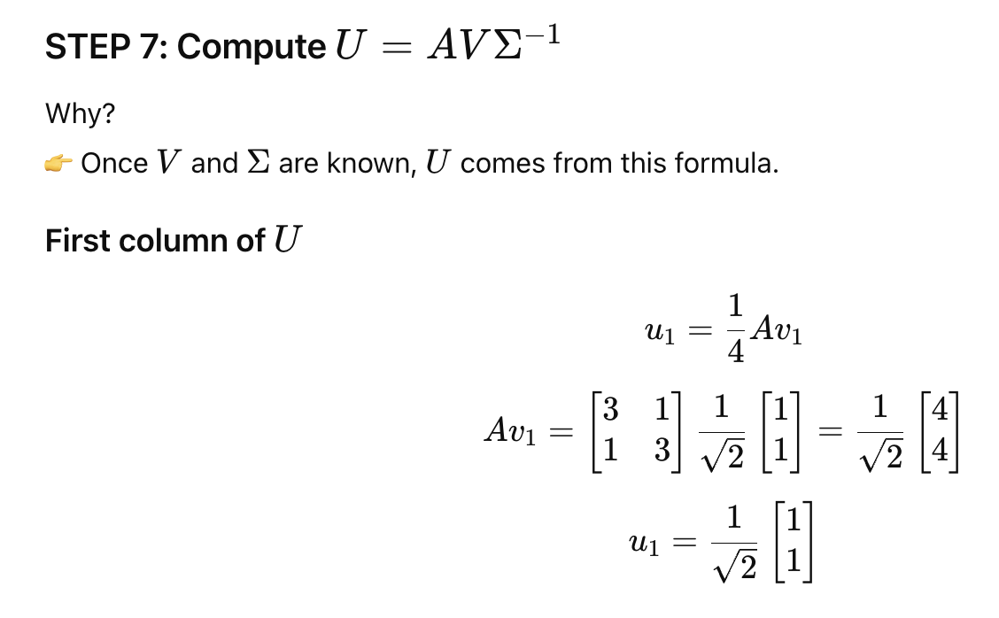 STEP 7: Compute $U = AV\Sigma^{-1}$
Why?
👉 Once $V$ and $\Sigma$ are known, $U$ comes from this formula.
First column of $U$
$u_1 = \frac{1}{4} A v_1$
$A v_1 = \begin{bmatrix} 3 & 1 \\ 1 & 3 \end{bmatrix} \frac{1}{\sqrt{2}} \begin{bmatrix} 1 \\ 1 \end{bmatrix} = \frac{1}{\sqrt{2}} \begin{bmatrix} 4 \\ 4 \end{bmatrix}$
$u_1 = \frac{1}{\sqrt{2}} \begin{bmatrix} 1 \\ 1 \end{bmatrix}$